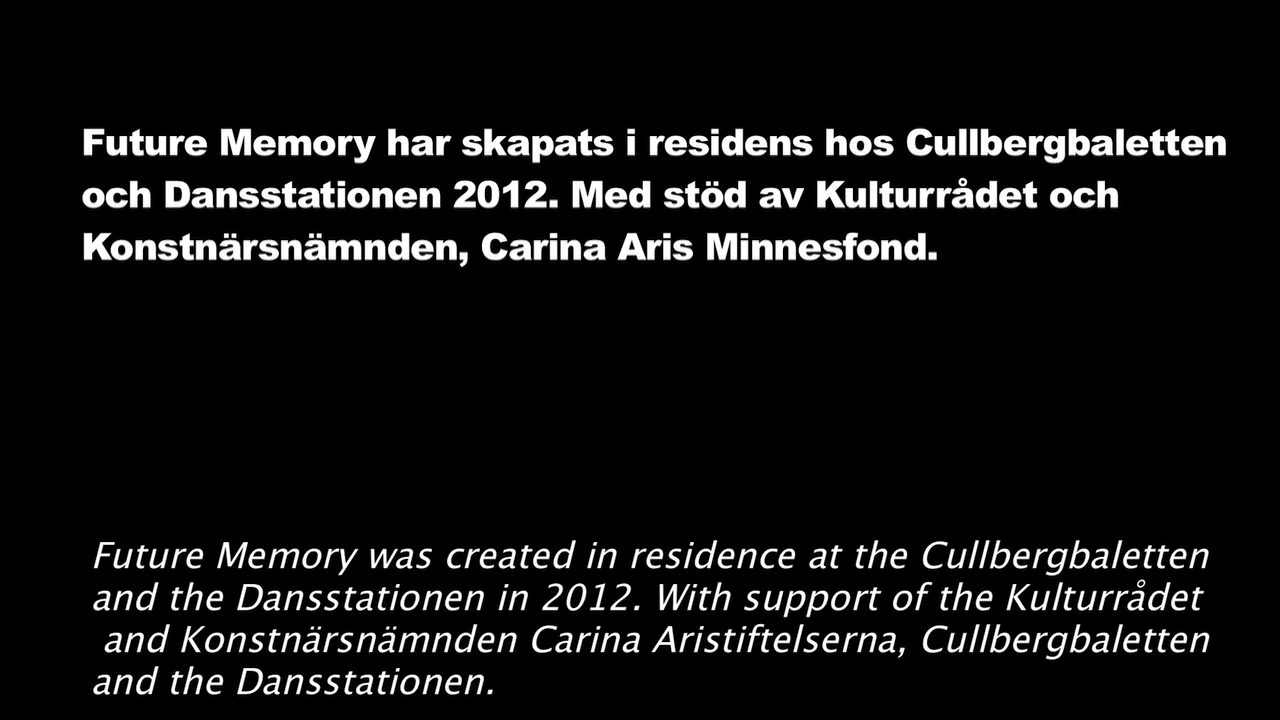 Future Memory har skapats i residens hos Cullbergbaletten
och Dansstationen 2012. Med stöd av Kulturrådet och
Konstnärsnämnden, Carina Aris Minnesfond.
Future Memory was created in residence at the Cullbergbaletten
and the Dansstationen in 2012. With support of the Kulturrådet
and Konstnärsnämnden Carina Aristiftelserna, Cullbergbaletten
and the Dansstationen.